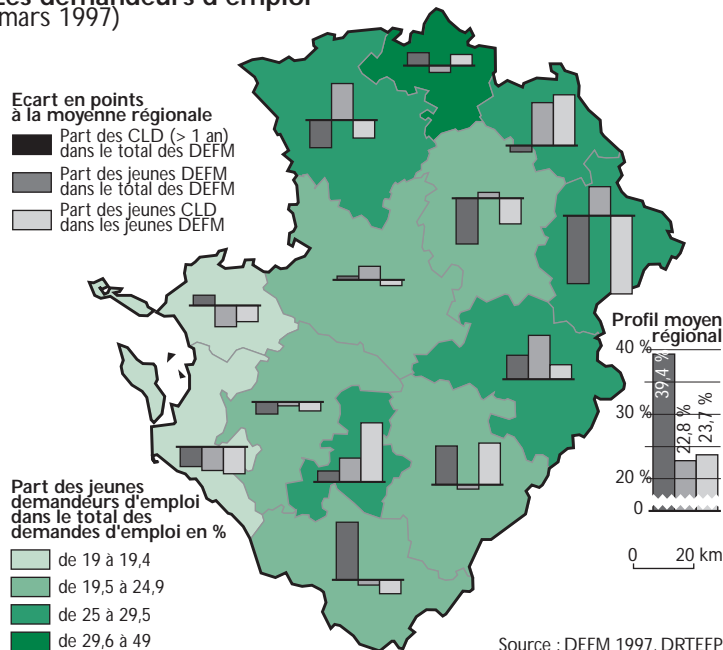 Les demandeurs d'emploi
(mars 1997)
Ecart en points
à la moyenne régionale
Part des CLD (> 1 an)
dans le total des DEFM
Part des jeunes DEFM
dans le total des DEFM
Part des jeunes CLD
dans les jeunes DEFM
Profil moyen
régional
40 %
30 %
20 %
0
39,4 %
22,8 %
23,7 %
0 20 km
Part des jeunes
demandeurs d'emploi
dans le total des
demandes d'emploi en %
de 19 à 19,4
de 19,5 à 24,9
de 25 à 29,5
de 29,6 à 49
Source : DEFM 1997, DRTEFP